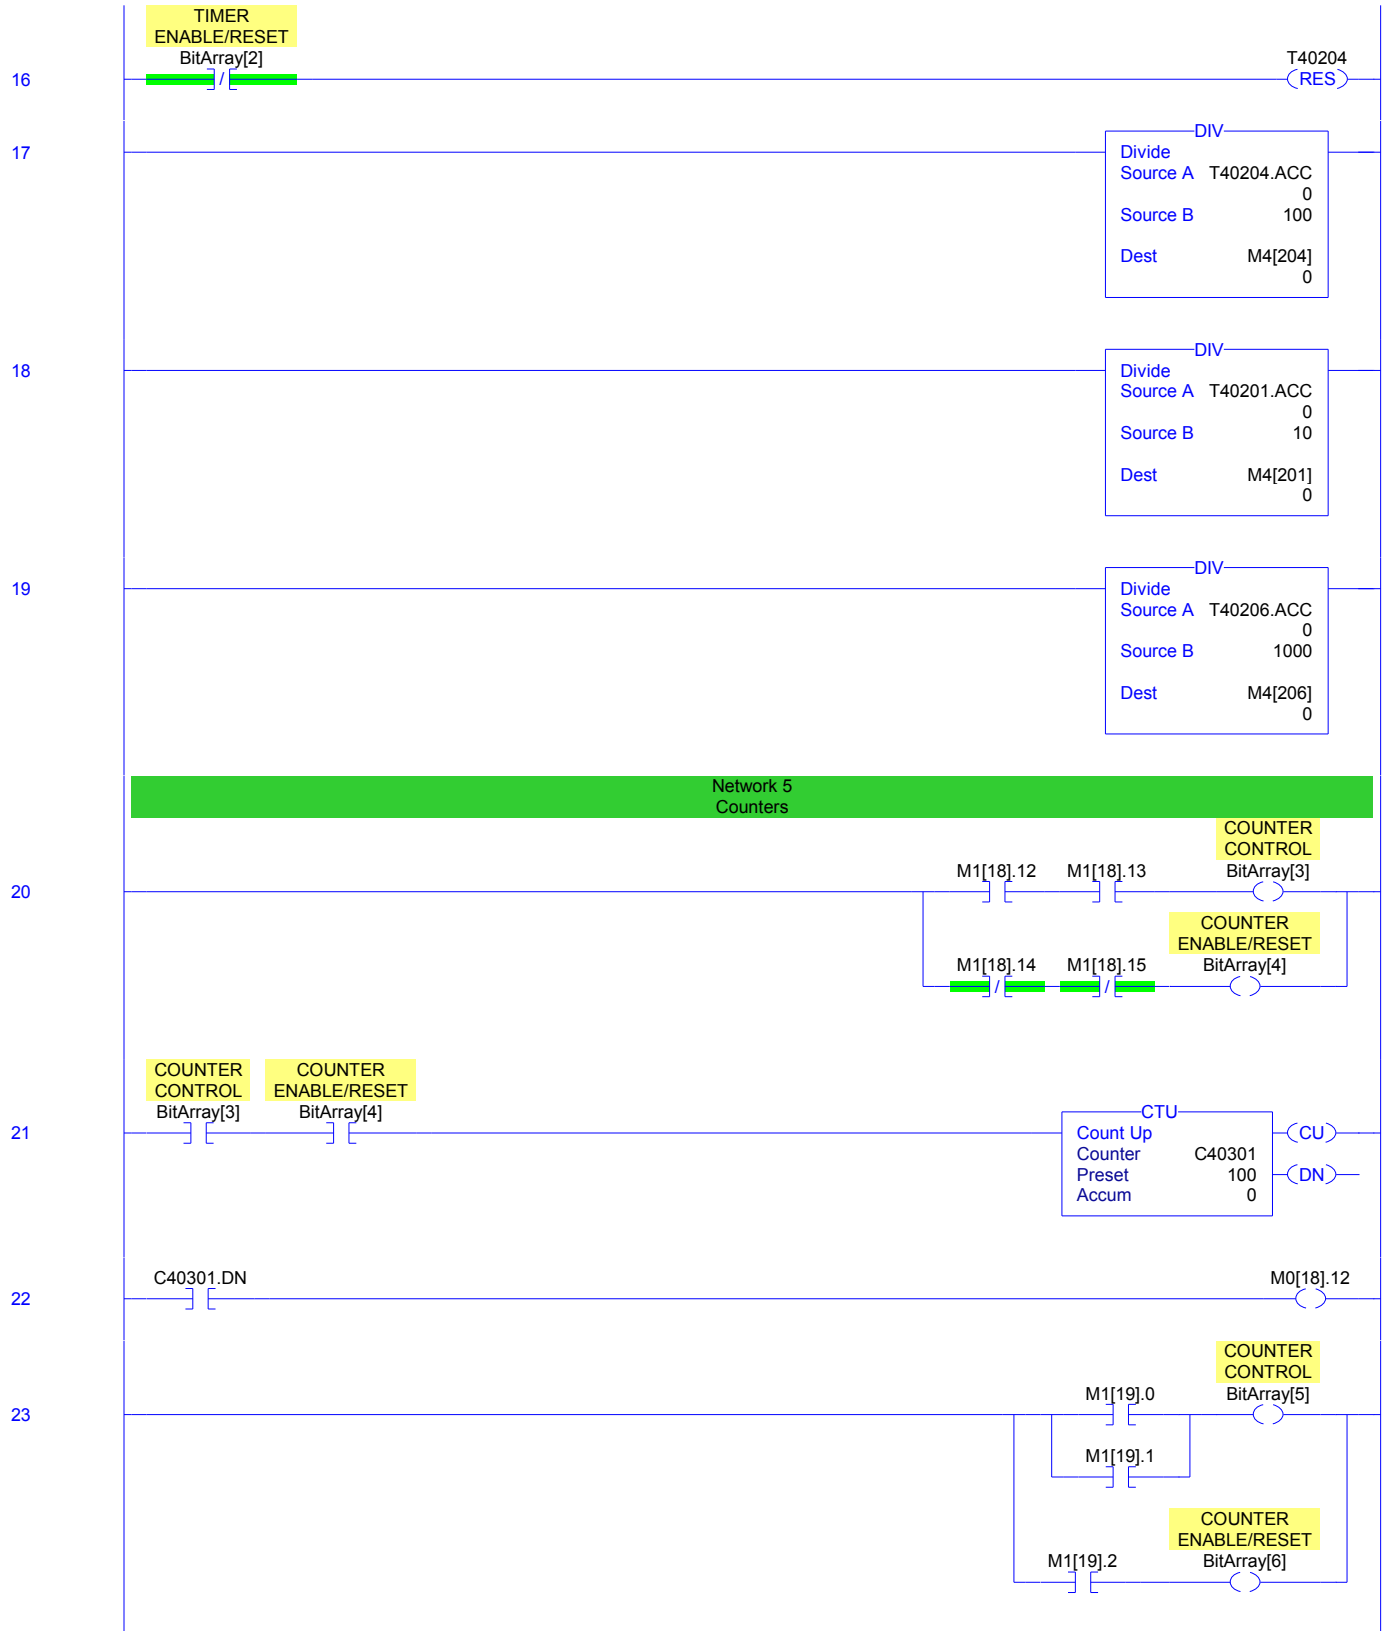 TIMER
ENABLE/RESET
BitArray[2]
T40204
16
/
RES
DIV
17
Divide
Source A T40204.ACC
0
Source B 100
Dest M4[204]
0
DIV
18
Divide
Source A T40201.ACC
0
Source B 10
Dest M4[201]
0
DIV
19
Divide
Source A T40206.ACC
0
Source B 1000
Dest M4[206]
0
Network 5
Counters
COUNTER
CONTROL
M1[18].12 M1[18].13 BitArray[3]
20
COUNTER
ENABLE/RESET
M1[18].14 M1[18].15 BitArray[4]
/ /
COUNTER COUNTER
CONTROL ENABLE/RESET
BitArray[3] BitArray[4]
CTU
21
Count Up CU
Counter C40301
Preset 100 DN
Accum 0
C40301.DN M0[18].12
22
COUNTER
CONTROL
M1[19].0 BitArray[5]
23
M1[19].1
COUNTER
ENABLE/RESET
M1[19].2 BitArray[6]